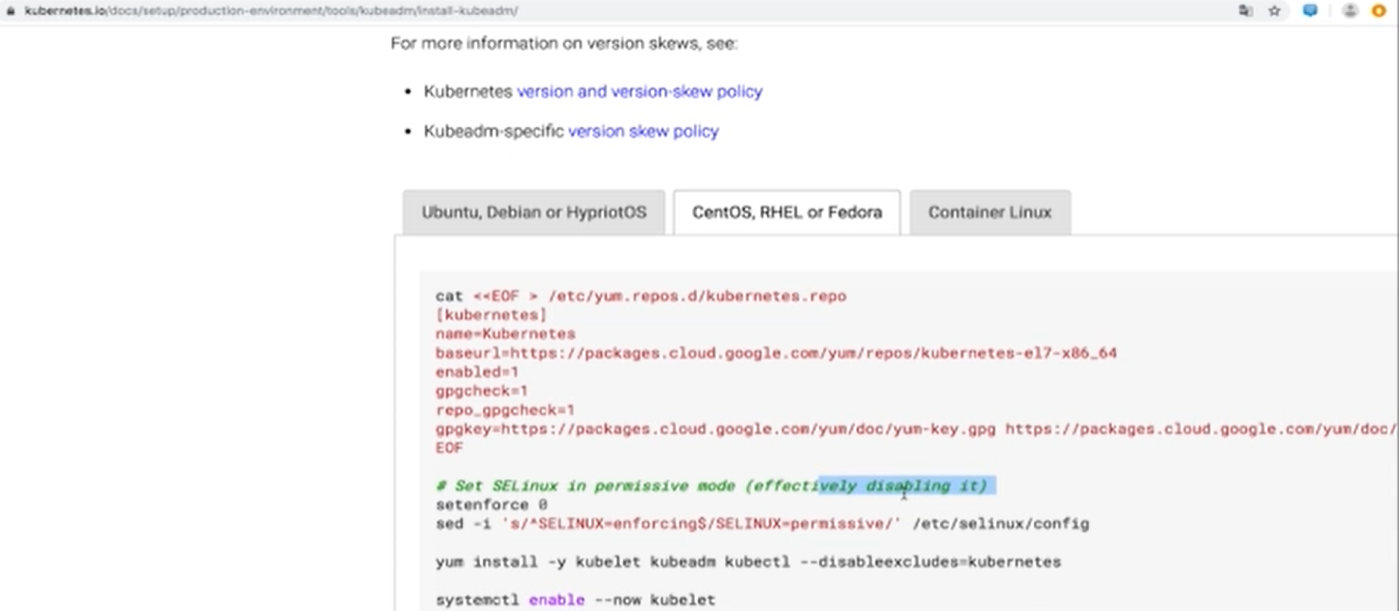 kubernetes.io/docs/setup/production-environment/tools/kubeadm/install-kubeadm/
For more information on version skews, see:
• Kubernetes version and version-skew policy
• Kubeadm-specific version skew policy
Ubuntu, Debian or HypriotOS
CentOS, RHEL or Fedora
Container Linux
cat <<EOF > /etc/yum.repos.d/kubernetes.repo
[kubernetes]
name=Kubernetes
baseurl=https://packages.cloud.google.com/yum/repos/kubernetes-el7-x86_64
enabled=1
gpgcheck=1
repo_gpgcheck=1
gpgkey=https://packages.cloud.google.com/yum/doc/yum-key.gpg https://packages.cloud.google.com/yum/doc/
EOF
# Set SELinux in permissive mode (effectively disabling it)
setenforce 0
sed -i 's/^SELINUX=enforcing$/SELINUX=permissive/' /etc/selinux/config
yum install -y kubelet kubeadm kubectl --disableexcludes=kubernetes
systemctl enable --now kubelet